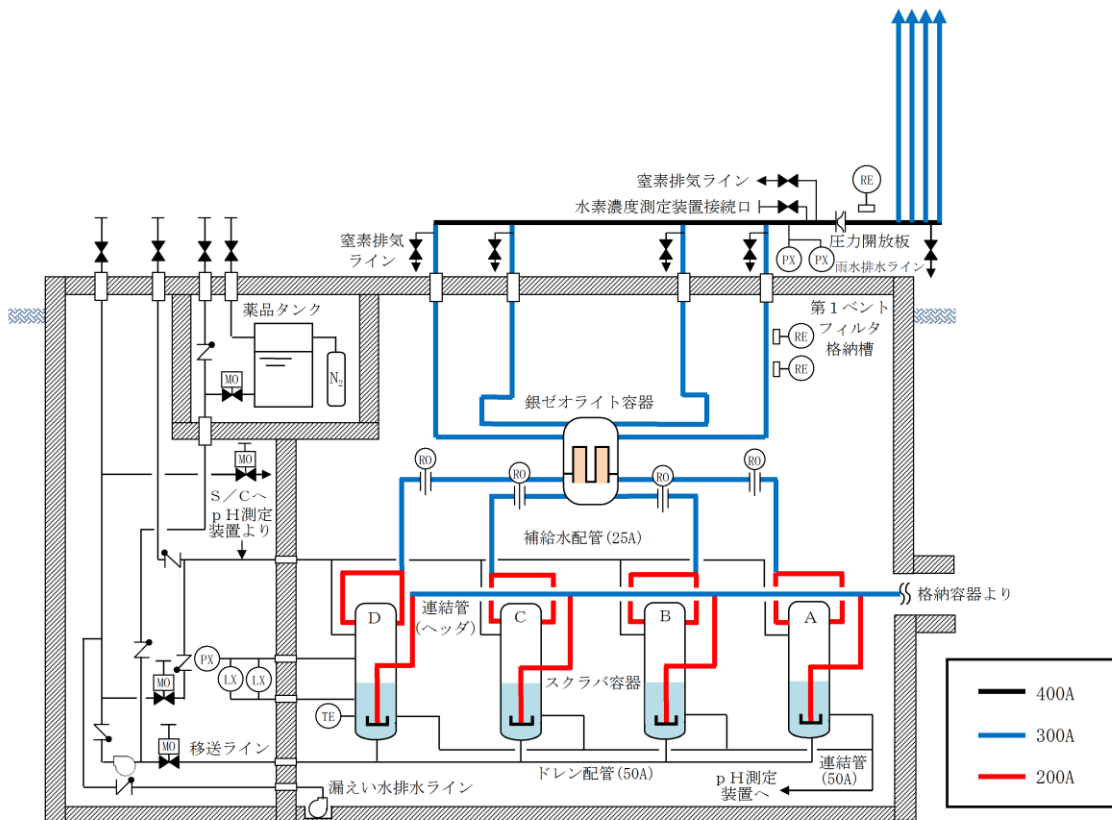 窒素排気ライン
RE
水素濃度測定装置接続口
窒素排気
ライン
圧力開放板
PX
PX
雨水排水ライン
薬品タンク
第1ベント
フィルタ
格納槽
RE
RE
MO
N₂
銀ゼオライト容器
MO
RO
RO
RO
RO
S/Cへ
pH測定
装置より
補給水配管(25A)
連結管
(ヘッダ)
格納容器より
D
C
B
A
PX
LX
LX
MO
スクラバ容器
TE
MO
移送ライン
ドレン配管(50A)
連結管
(50A)
漏えい水排水ライン
pH測定
装置へ
400A
300A
200A